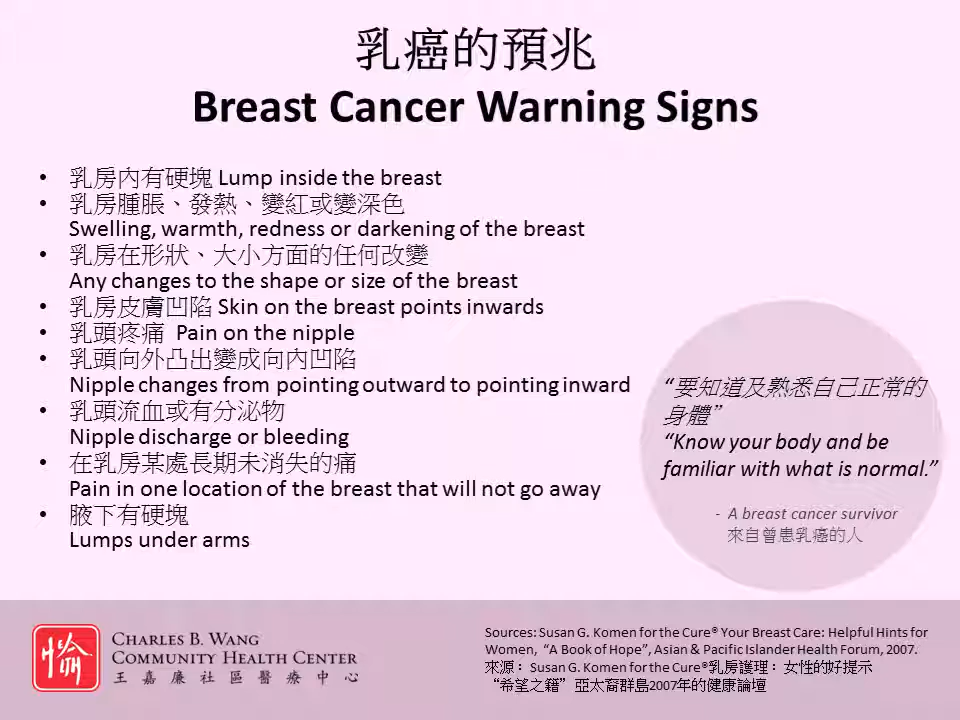 乳癌的預兆
Breast Cancer Warning Signs
• 乳房內有硬塊 Lump inside the breast
• 乳房腫脹、發熱、變紅或變深色
Swelling, warmth, redness or darkening of the breast
• 乳房在形狀、大小方面的任何改變
Any changes to the shape or size of the breast
• 乳房皮膚凹陷 Skin on the breast points inwards
• 乳頭疼痛 Pain on the nipple
• 乳頭向外凸出變成向內凹陷
Nipple changes from pointing outward to pointing inward
• 乳頭流血或有分泌物
Nipple discharge or bleeding
• 在乳房某處長期未消失的痛
Pain in one location of the breast that will not go away
• 腋下有硬塊
Lumps under arms
“要知道及熟悉自己正常的
身體”
“Know your body and be
familiar with what is normal.”
- A breast cancer survivor
來自曾患乳癌的人
愉
CHARLES B. WANG
COMMUNITY HEALTH CENTER
王嘉廉社區醫療中心
Sources: Susan G. Komen for the Cure® Your Breast Care: Helpful Hints for
Women, “A Book of Hope”, Asian & Pacific Islander Health Forum, 2007.
來源： Susan G. Komen for the Cure®乳房護理： 女性的好提示
“希望之籍”亞太裔群島2007年的健康論壇